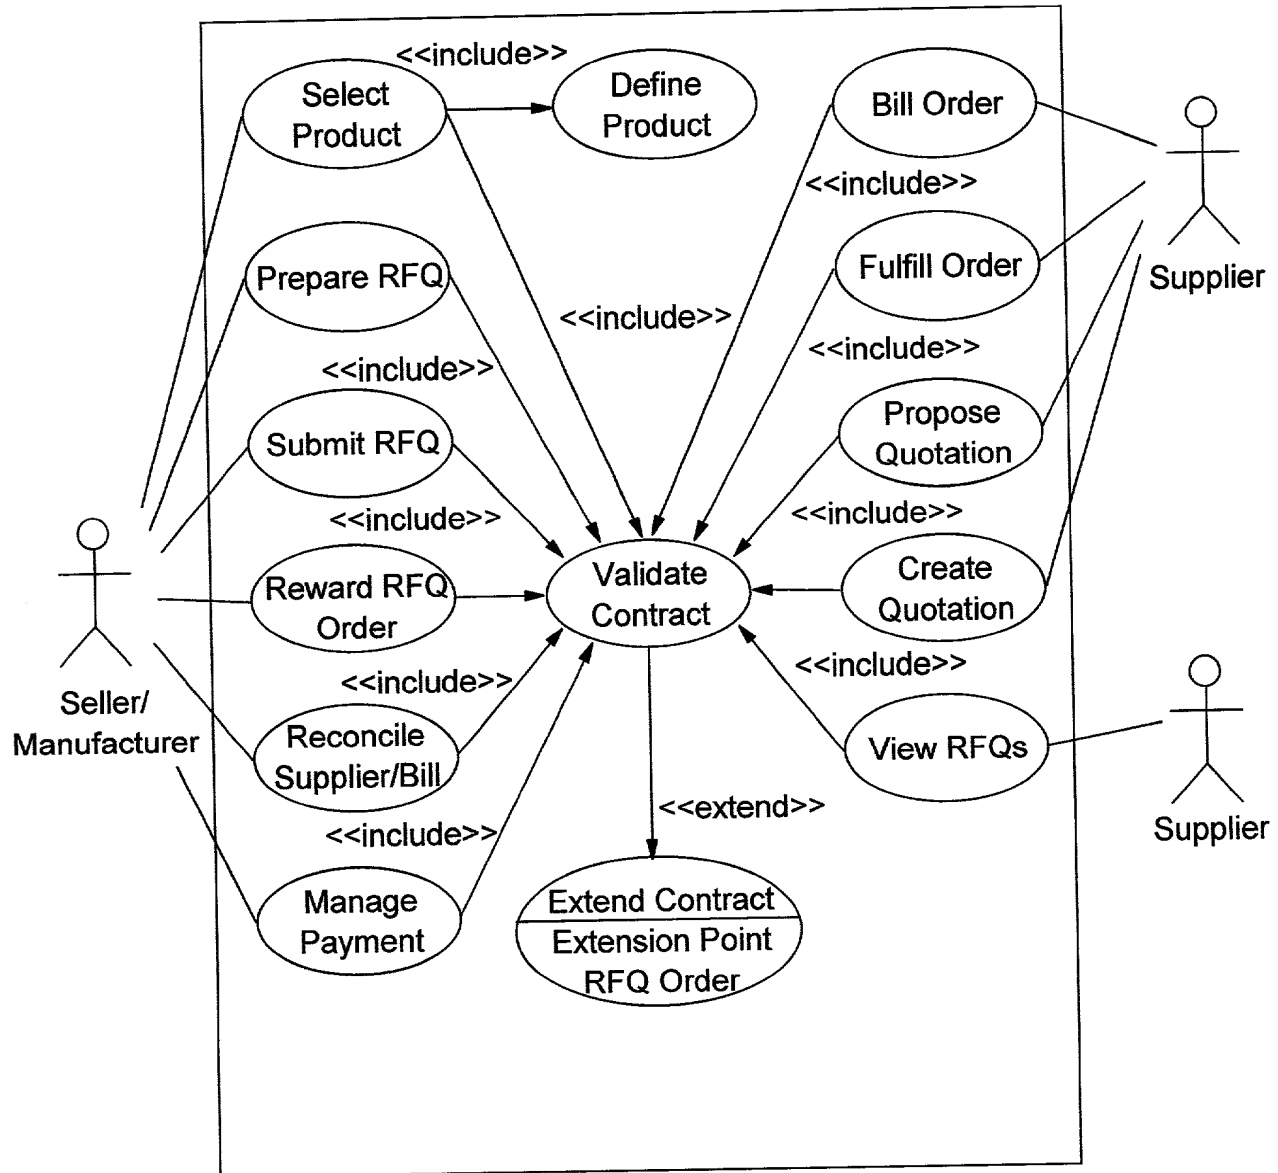 <<include>>
Select
Product
Define
Product
Bill Order
<<include>>
Prepare RFQ
Fulfill Order
Supplier
<<include>>
<<include>>
<<include>>
Submit RFQ
Propose
Quotation
<<include>>
<<include>>
Reward RFQ
Order
Validate
Contract
Create
Quotation
<<include>>
<<include>>
Seller/
Manufacturer
Reconcile
Supplier/Bill
View RFQs
<<include>>
<<extend>>
Supplier
Manage
Payment
Extend Contract
Extension Point
RFQ Order